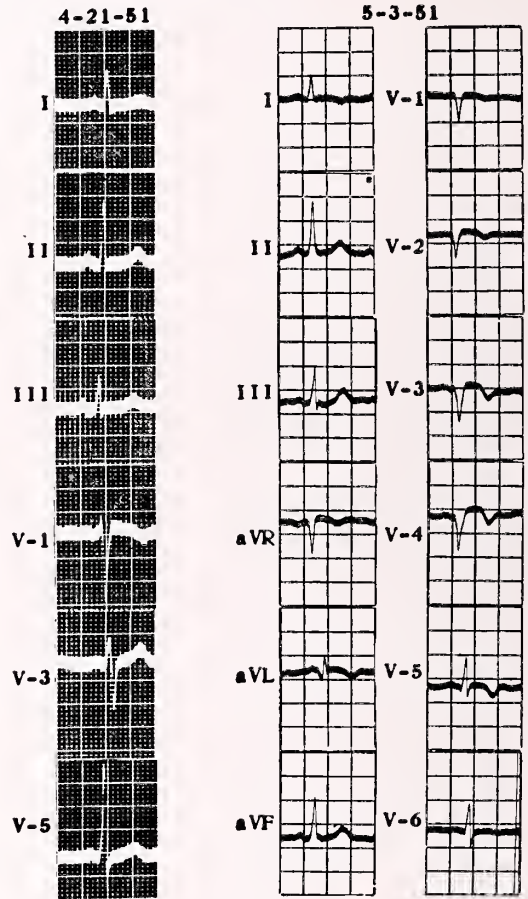 4-21-51
I
II
III
V-1
V-3
V-5
5-3-51
I
II
III
aVR
aVL
aVF
V-1
V-2
V-3
V-4
V-5
V-6